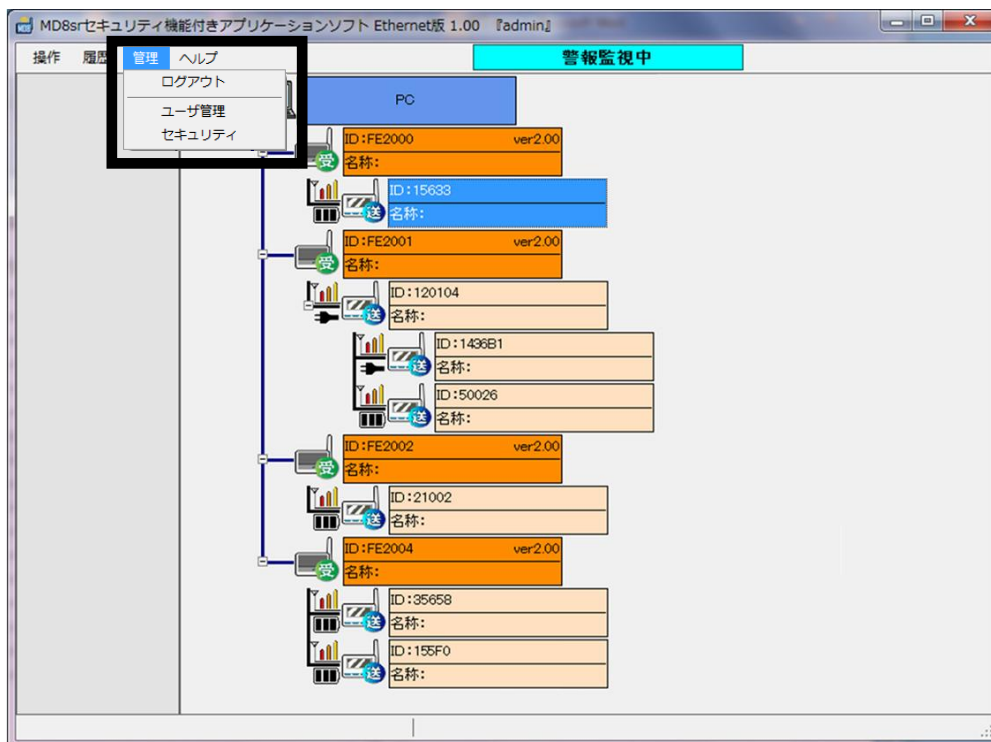 MD8srセキュリティ機能付きアプリケーションソフト Ethernet版 1.00 『admin』
操作 履歴 管理 ヘルプ 警報監視中
ログアウト
ユーザ管理
セキュリティ
PC
ID:FE2000 ver2.00
受 名称:
ID:15633
送 名称:
ID:FE2001 ver2.00
受 名称:
ID:120104
送 名称:
ID:1436B1
送 名称:
ID:50026
送 名称:
ID:FE2002 ver2.00
受 名称:
ID:21002
送 名称:
ID:FE2004 ver2.00
受 名称:
ID:35658
送 名称:
ID:155F0
送 名称: